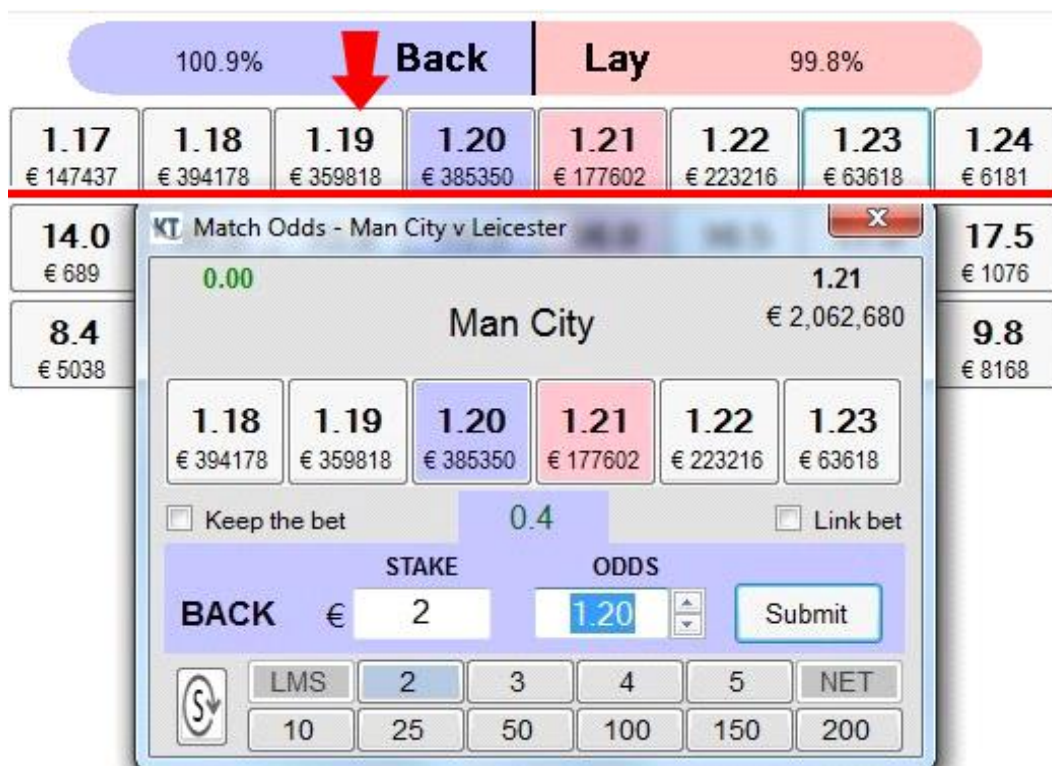 100.9% Back Lay 99.8%
1.17 1.18 1.19 1.20 1.21 1.22 1.23 1.24
€ 147437 € 394178 € 359818 € 385350 € 177602 € 223216 € 63618 € 6181
14.0 KT Match Odds - Man City v Leicester X 17.5
€ 689 0.00 1.21 € 1076
Man City € 2,062,680
8.4 9.8
€ 5038 € 8168
1.18 1.19 1.20 1.21 1.22 1.23
€ 394178 € 359818 € 385350 € 177602 € 223216 € 63618
Keep the bet 0.4 Link bet
STAKE ODDS
BACK € 2 1.20 Submit
S LMS 2 3 4 5 NET
10 25 50 100 150 200